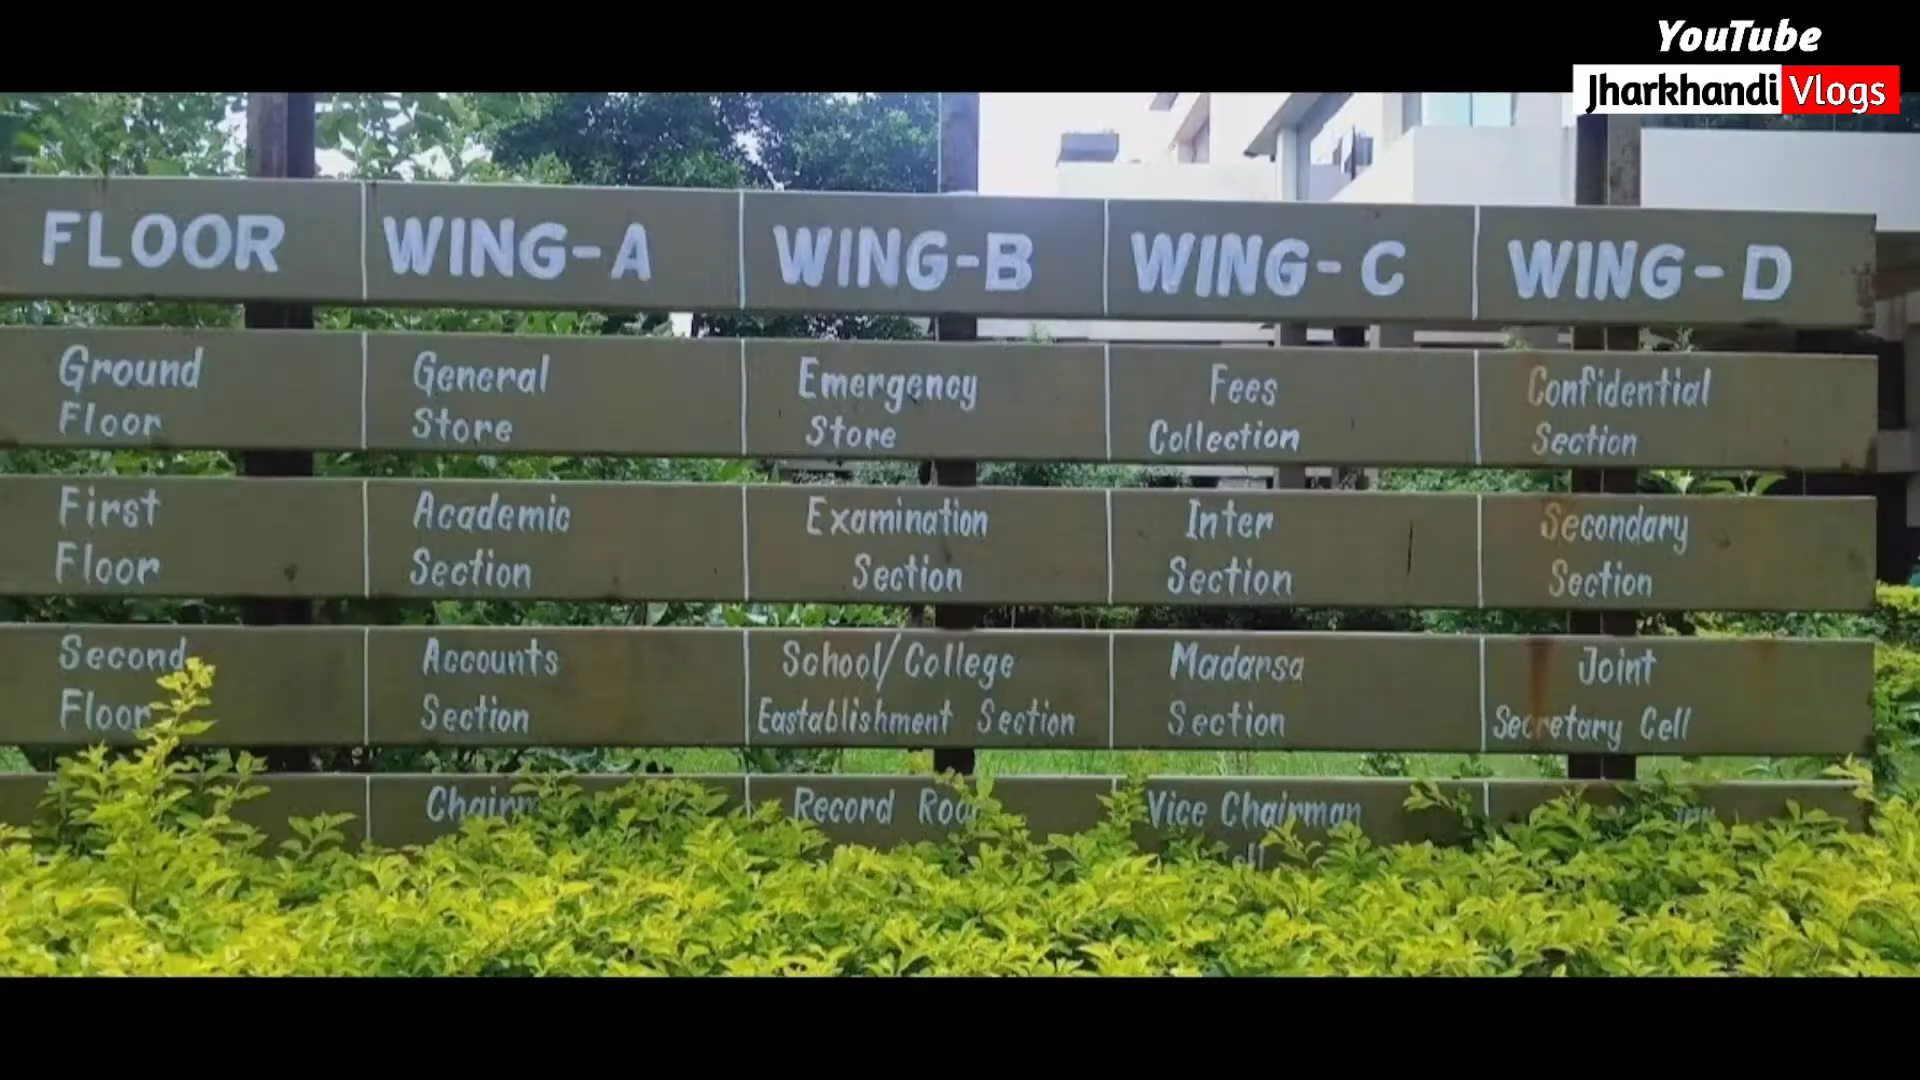 YouTube
Jharkhandi Vlogs
FLOOR WING-A WING-B WING-C WING-D
Ground General Emergency Fees Confidential
Floor Store Store Collection Section
First Academic Examination Inter Secondary
Floor Section Section Section Section
Second Accounts School/College Madarsa Joint
Floor Section Eastablishment Section Section Secretary Cell
Record Vice Chairman